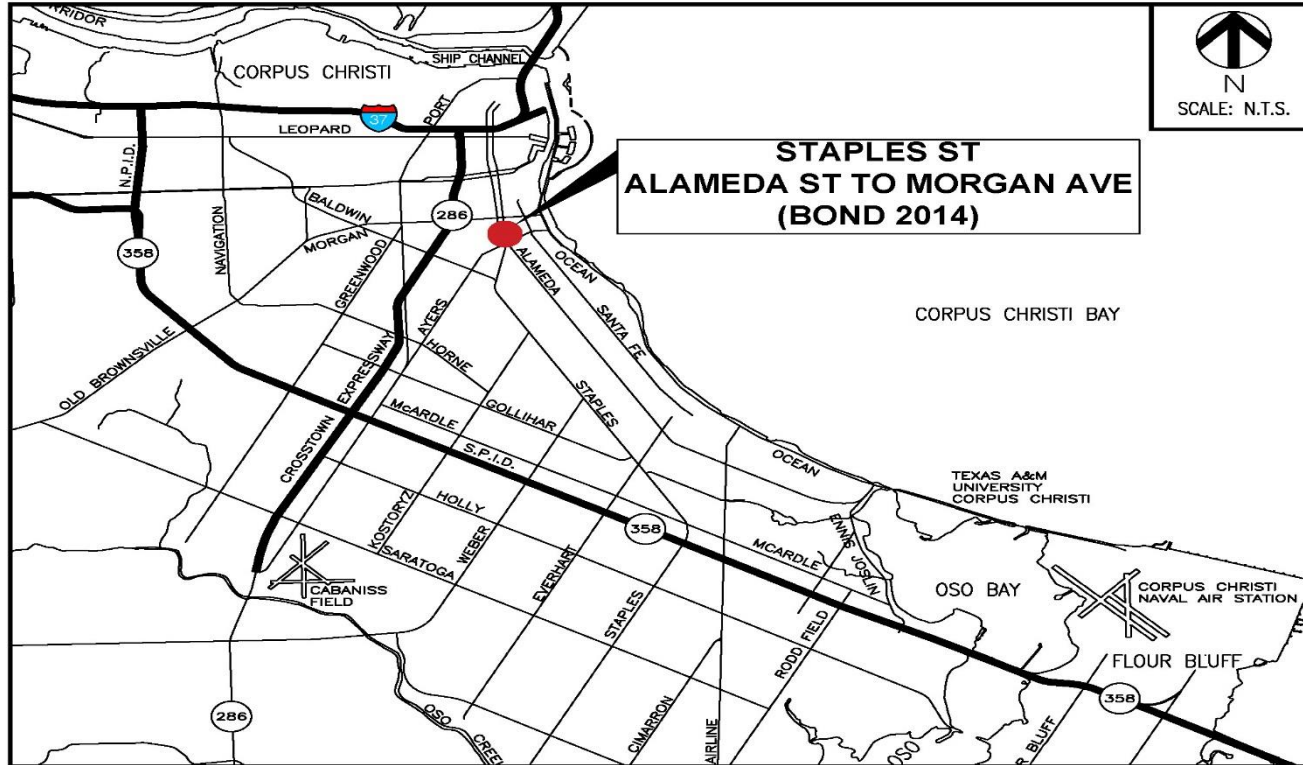 RRIDOR
SHIP CHANNEL
CORPUS CHRISTI
N
SCALE: N.T.S.
PORT
37
LEOPARD
N.P.I.D.
STAPLES ST
ALAMEDA ST TO MORGAN AVE
(BOND 2014)
BALDWIN
286
MORGAN
NAVIGATION
358
GREENWOOD
ALAMEDA
OCEAN
SANTA FE
AYERS
CORPUS CHRISTI BAY
OLD BROWNSVILLE
CROSSTOWN EXPRESSWAY
HORNE
STAPLES
GOLLIHAR
McARDLE
S.P.I.D.
OCEAN
TEXAS A&M
UNIVERSITY
CORPUS CHRISTI
KOSTORYZ
HOLLY
358
SARATOGA
WEBER
EVERHART
McARDLE
ENNIS JOSLIN
CABANISS
FIELD
OSO BAY
CORPUS CHRISTI
NAVAL AIR STATION
STAPLES
RODD FIELD
FLOUR BLUFF
286
358
OSO
CREEK
CIMARRON
AIRLINE
OSO
R BLUFF